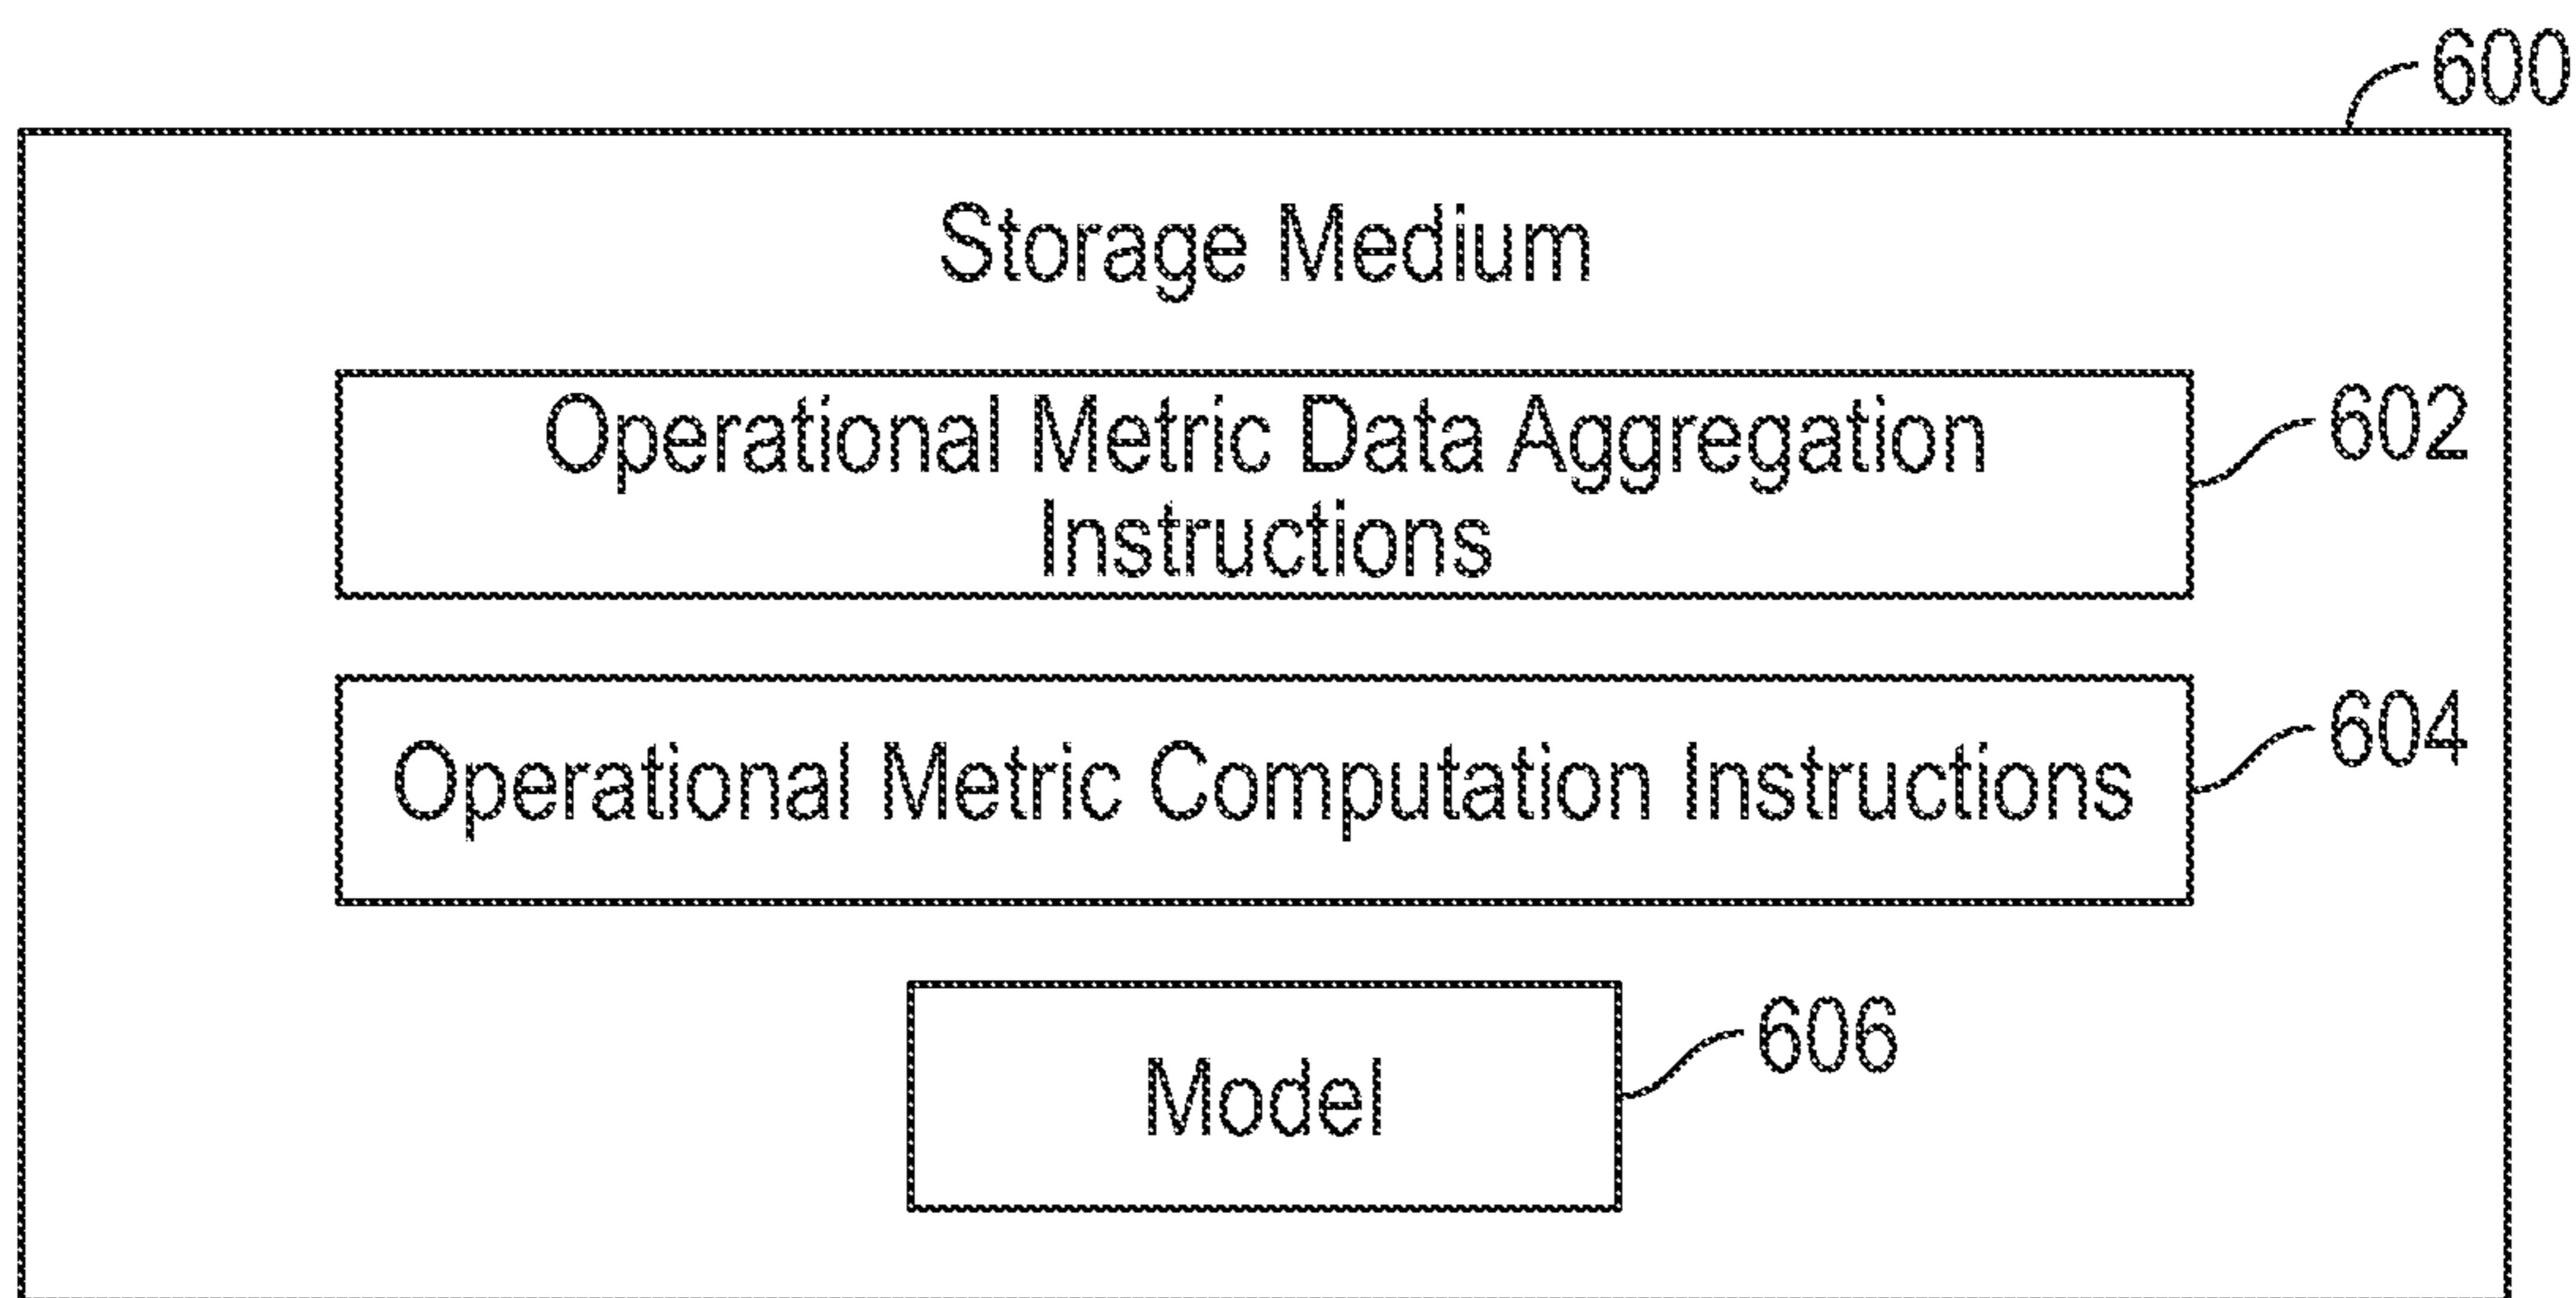 600
Storage Medium
Operational Metric Data Aggregation
Instructions
602
Operational Metric Computation Instructions
604
Model
606